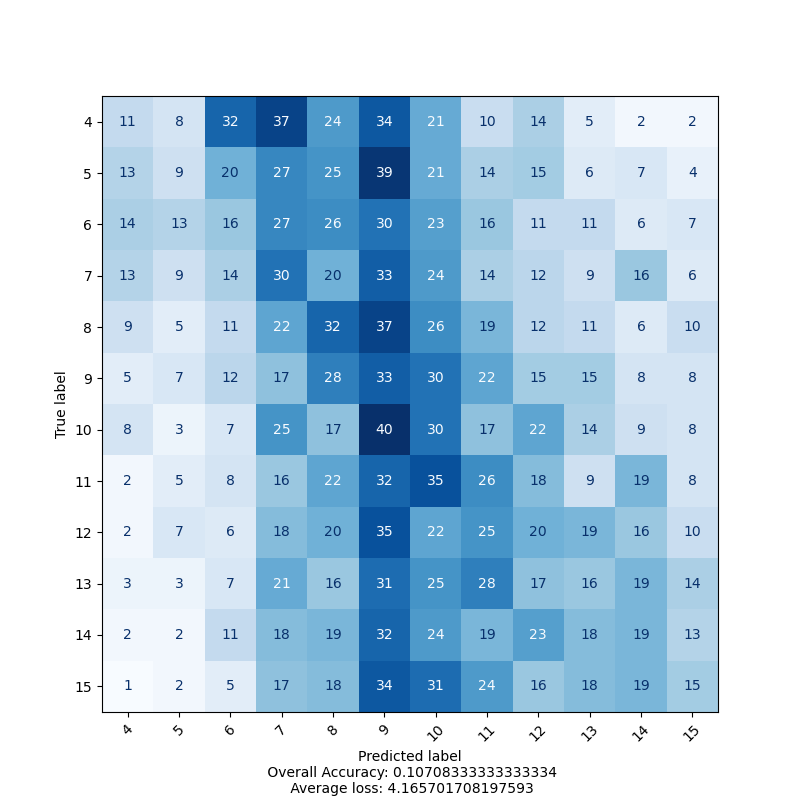 4 11 8 32 37 24 34 21 10 14 5 2 2
5 13 9 20 27 25 39 21 14 15 6 7 4
6 14 13 16 27 26 30 23 16 11 11 6 7
7 13 9 14 30 20 33 24 14 12 9 16 6
8 9 5 11 22 32 37 26 19 12 11 6 10
9 5 7 12 17 28 33 30 22 15 15 8 8
True label
10 8 3 7 25 17 40 30 17 22 14 9 8
11 2 5 8 16 22 32 35 26 18 9 19 8
12 2 7 6 18 20 35 22 25 20 19 16 10
13 3 3 7 21 16 31 25 28 17 16 19 14
14 2 2 11 18 19 32 24 19 23 18 19 13
15 1 2 5 17 18 34 31 24 16 18 19 15
4 5 6 7 8 9 10 11 12 13 14 15
Predicted label
Overall Accuracy: 0.10708333333333334
Average loss: 4.165701708197593